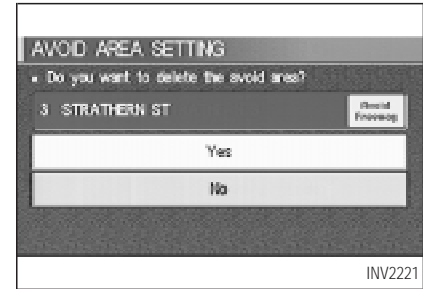 AVOID AREA SETTING
• Do you want to delete the avoid area?
3 STRATHERN ST
Avoid
Freeway
Yes
No
INV2221